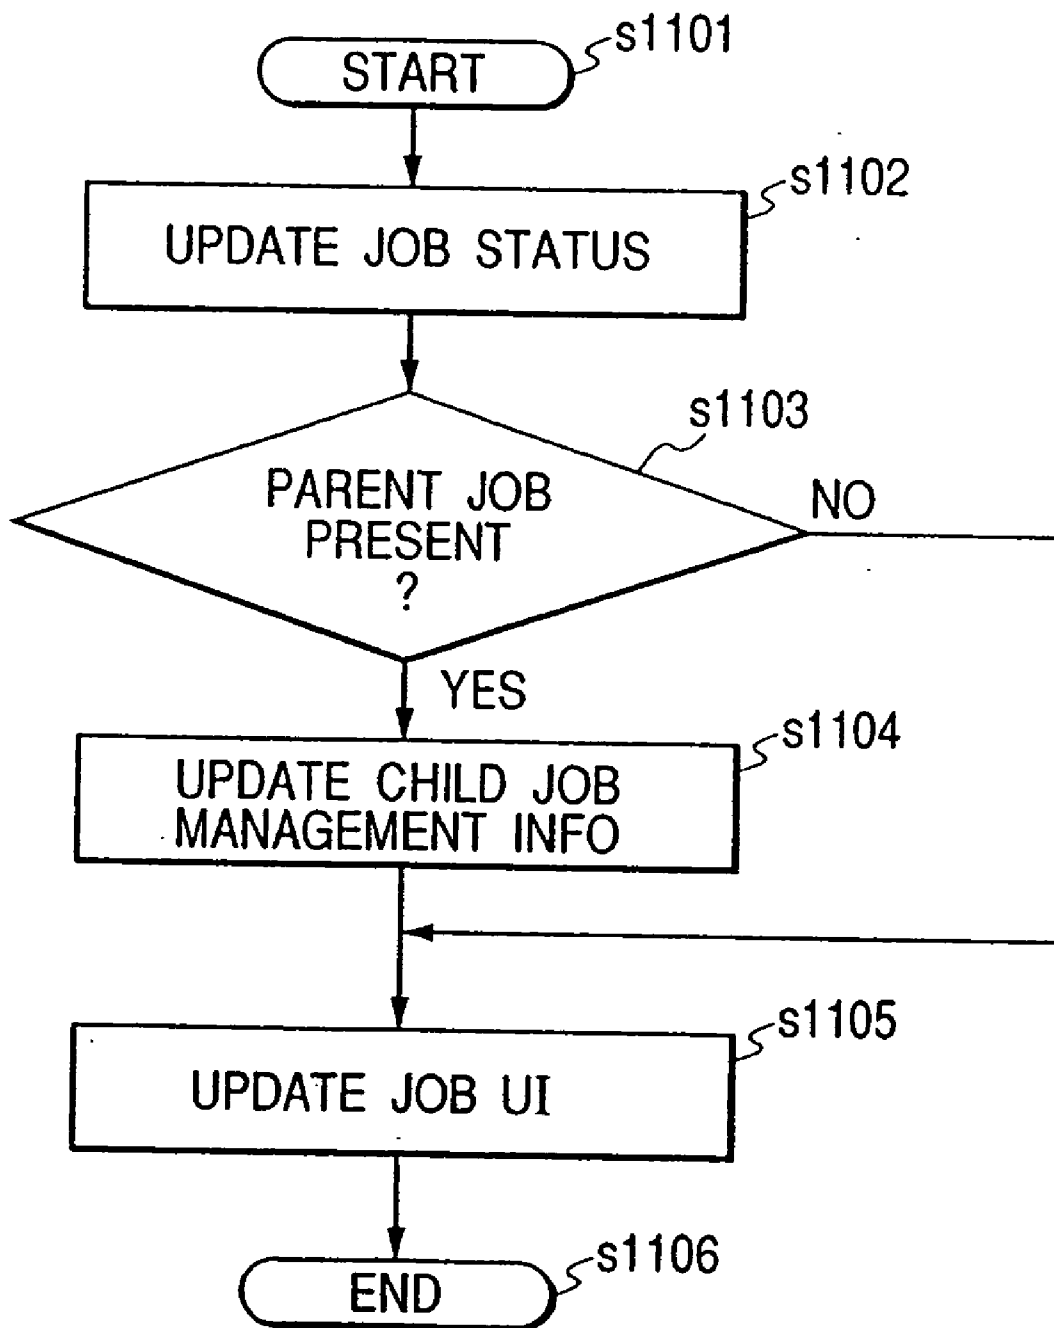 START
s1101
UPDATE JOB STATUS
s1102
PARENT JOB
PRESENT
?
s1103
NO
YES
UPDATE CHILD JOB
MANAGEMENT INFO
s1104
UPDATE JOB UI
s1105
END
s1106